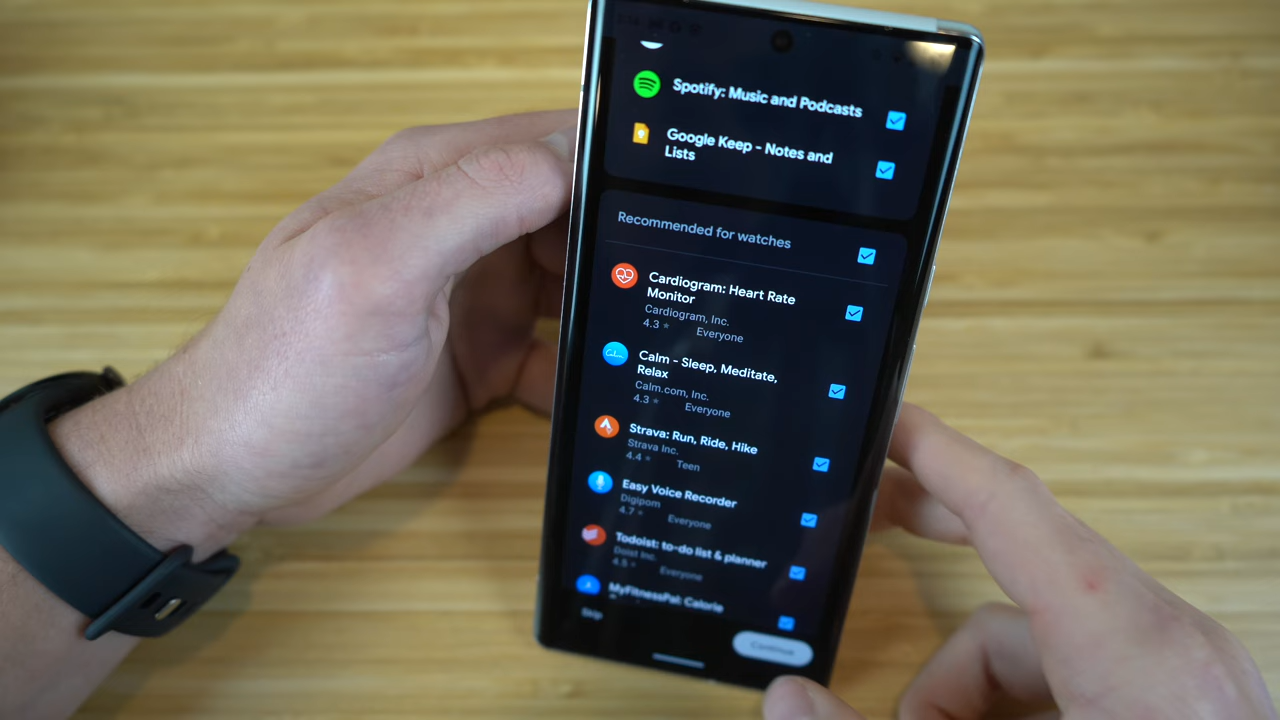 Spotify: Music and Podcasts
Google Keep - Notes and
Lists
Recommended for watches
Cardiogram: Heart Rate
Monitor
Cardiogram, Inc.
4.3 ★ Everyone
Calm
Calm - Sleep, Meditate,
Relax
Calm.com, Inc.
4.3 ★ Everyone
Strava: Run, Ride, Hike
Strava Inc.
4.4 ★ Teen
Easy Voice Recorder
Digipom
4.7 ★ Everyone
Todoist: to-do list & planner
Doist Inc.
4.5 ★ Everyone
MyFitnessPal: Calorie
Skip
Continue